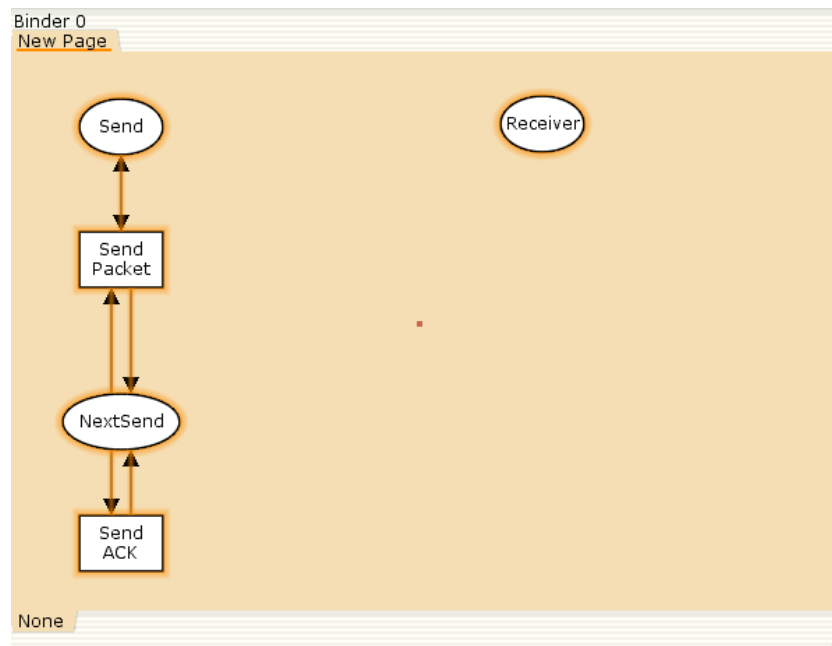 Binder 0
New Page
Send
Receiver
Send
Packet
NextSend
Send
ACK
None